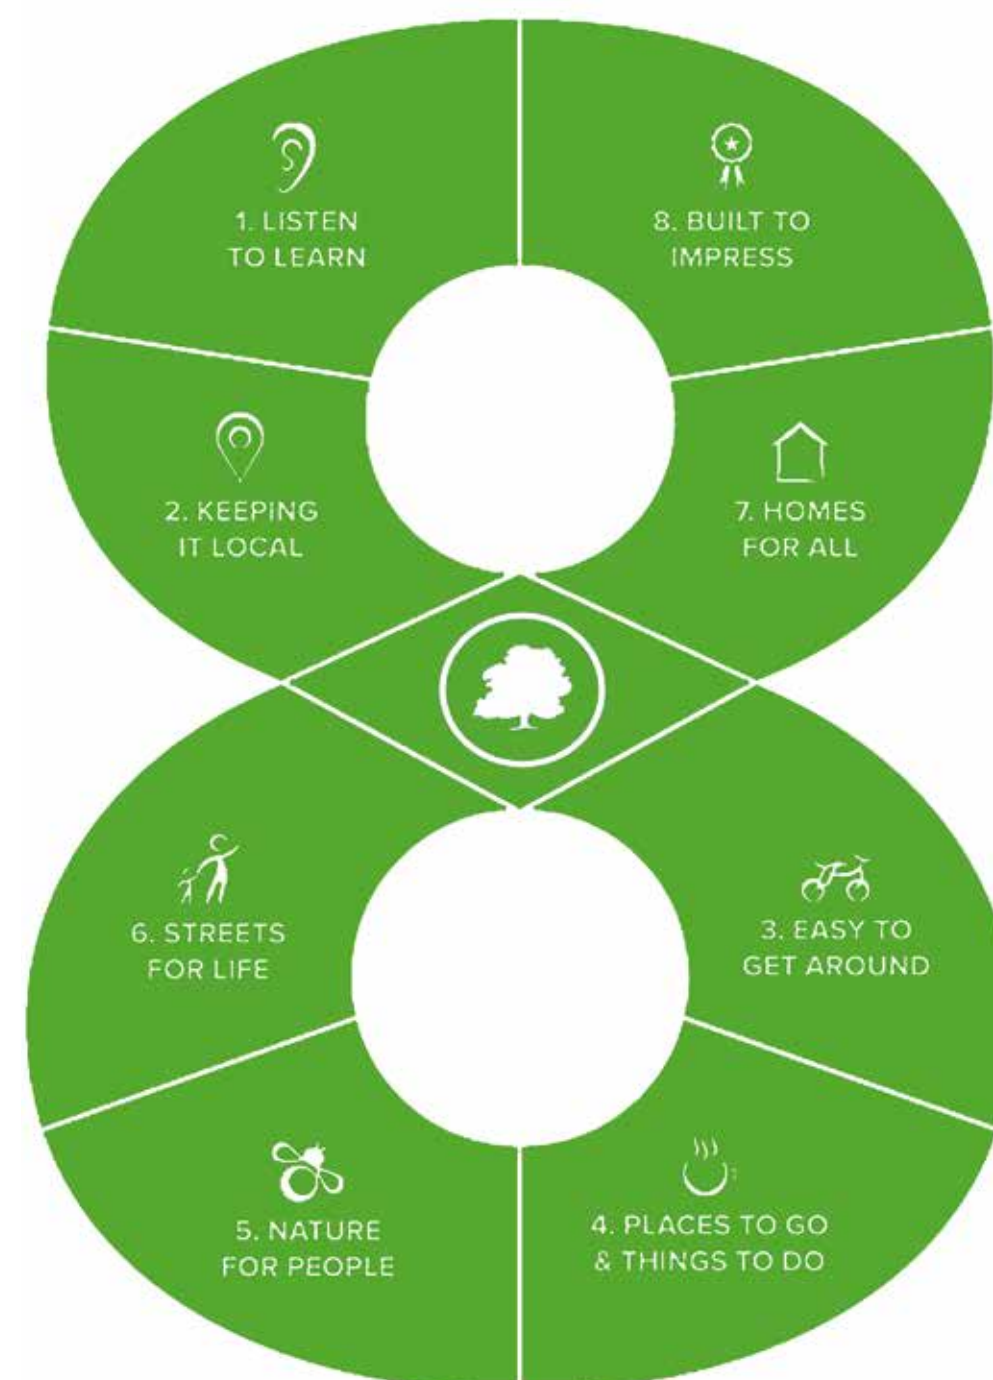 1. LISTEN
TO LEARN
8. BUILT TO
IMPRESS
2. KEEPING
IT LOCAL
7. HOMES
FOR ALL
6. STREETS
FOR LIFE
3. EASY TO
GET AROUND
5. NATURE
FOR PEOPLE
4. PLACES TO GO
& THINGS TO DO